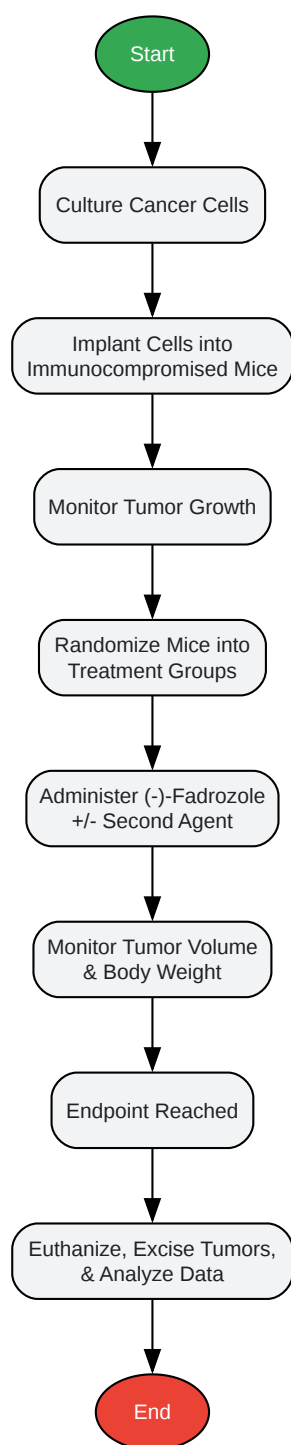 Start
Culture Cancer Cells
Implant Cells into
Immunocompromised Mice
Monitor Tumor Growth
Randomize Mice into
Treatment Groups
Administer (-)-Fadrozole
+/- Second Agent
Monitor Tumor Volume
& Body Weight
Endpoint Reached
Euthanize, Excise Tumors,
& Analyze Data
End